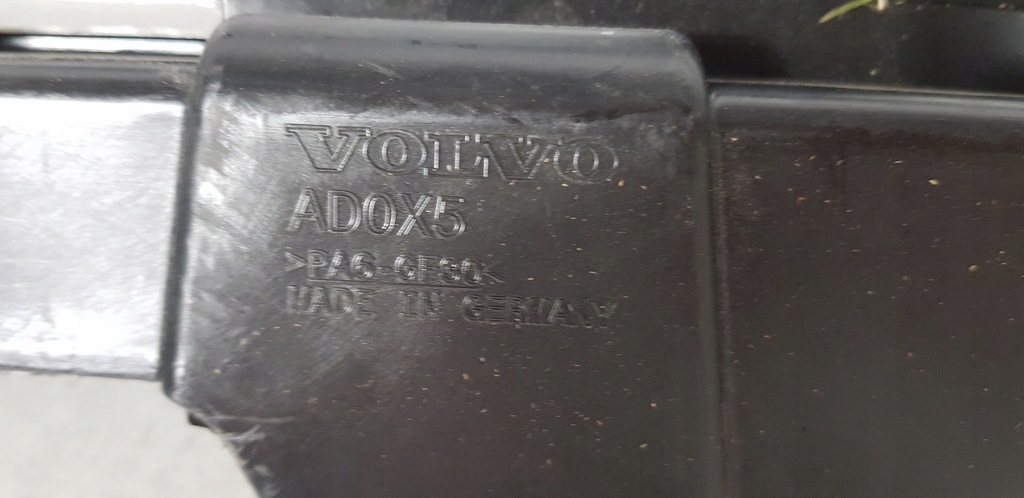 VOLVO
AD0X5
>PA6-GF30<
MADE IN GERMANY